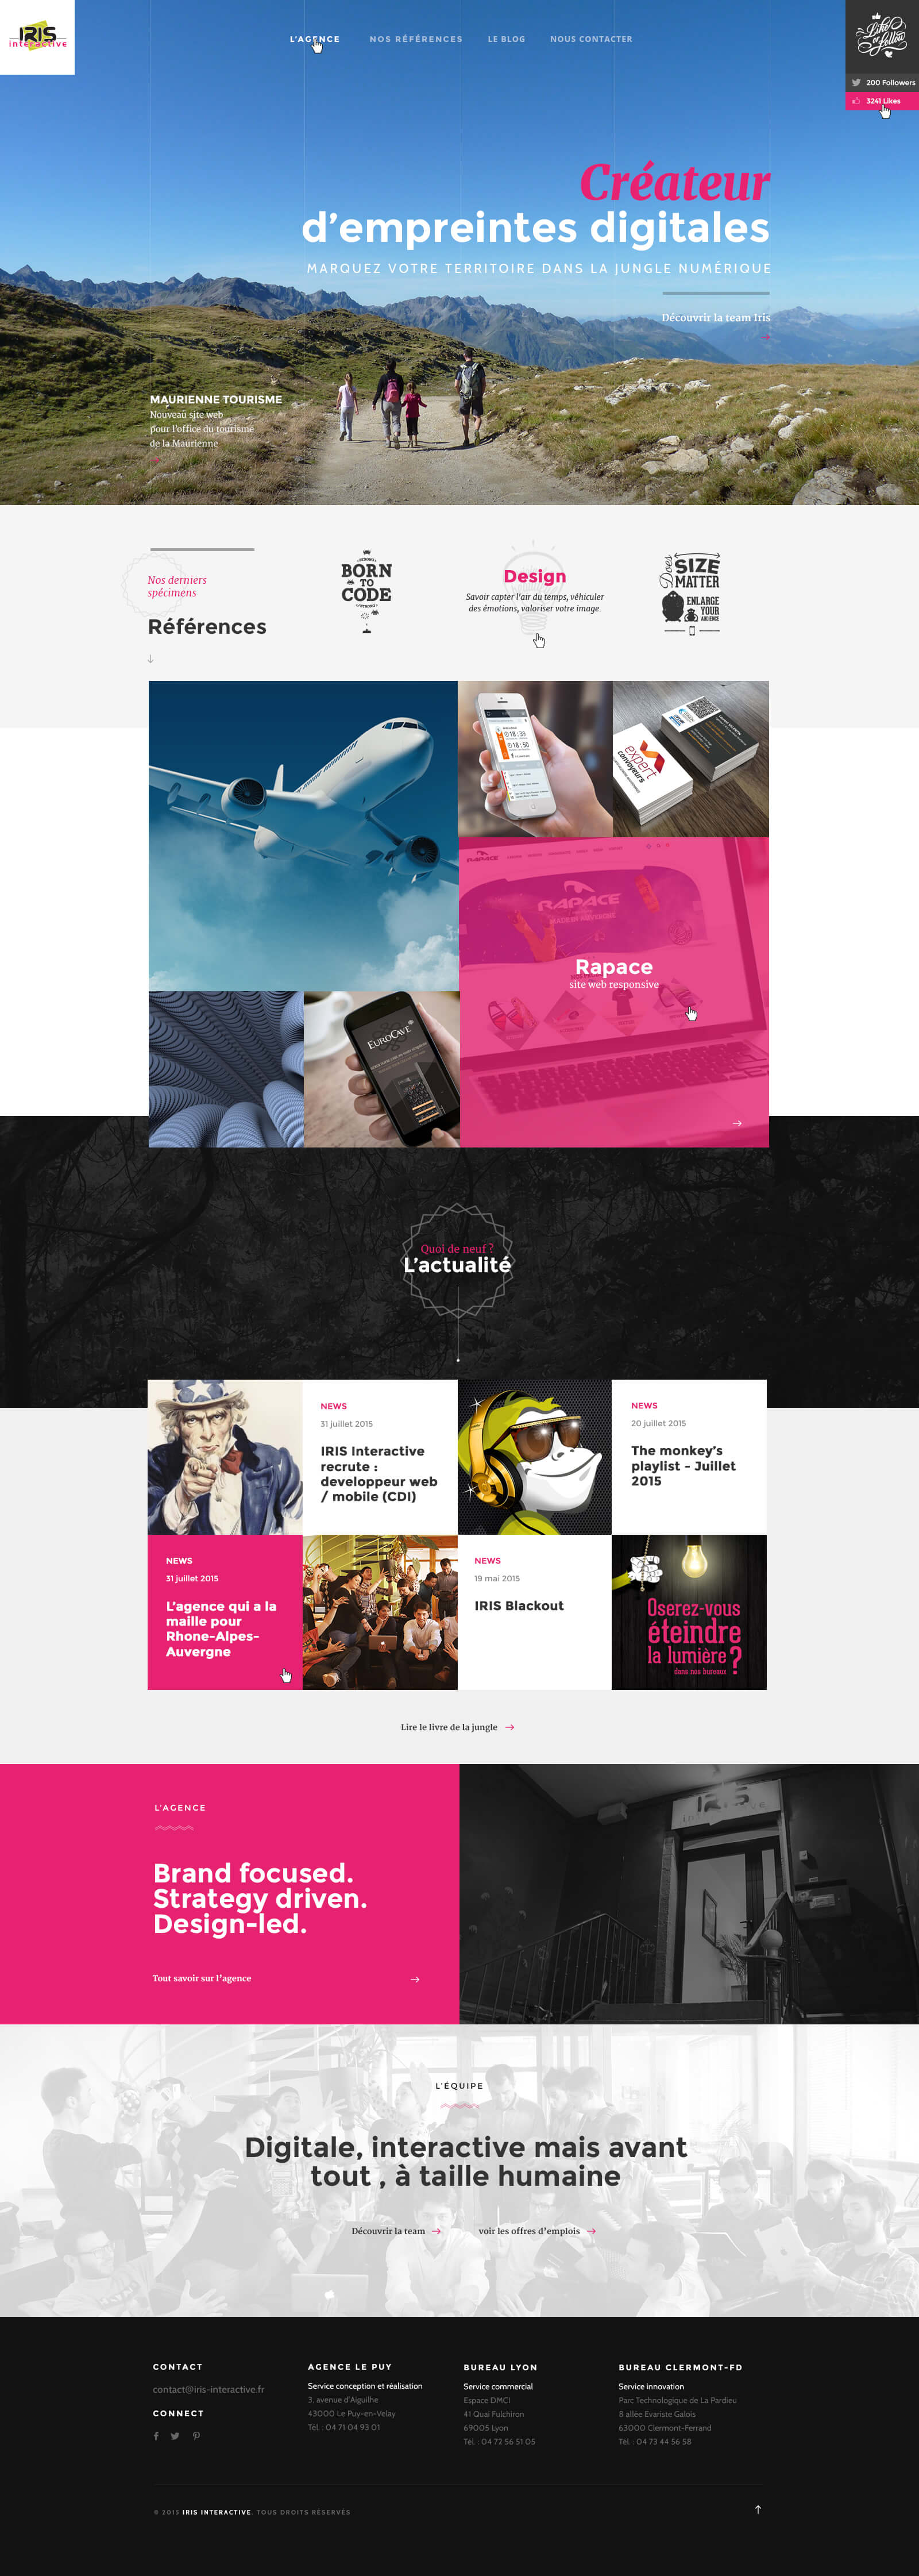 IRIS
interactive
L'AGENCE
NOS RÉFÉRENCES
LE BLOG
NOUS CONTACTER
Like
or
follow
200 Followers
3241 Likes
Créateur
d'empreintes digitales
MARQUEZ VOTRE TERRITOIRE DANS LA JUNGLE NUMÉRIQUE
Découvrir la team Iris
MAURIENNE TOURISME
Nouveau site web
pour l'office du tourisme
de la Maurienne
Nos derniers
spécimens
Références
BORN
TO
CODE
Design
Savoir capter l'air du temps, véhiculer
des émotions, valoriser votre image.
Does
SIZE
MATTER
ENLARGE
YOUR
AUDIENCE
18:35
18:50
expert
convoyeurs
RAPACE
RAPACE
Rapace
site web responsive
EUROCAVE
Quoi de neuf ?
L'actualité
NEWS
31 juillet 2015
IRIS Interactive
recrute :
developpeur web
/ mobile (CDI)
NEWS
20 juillet 2015
The monkey's
playlist - Juillet
2015
NEWS
31 juillet 2015
L'agence qui a la
maille pour
Rhone-Alpes-
Auvergne
NEWS
19 mai 2015
IRIS Blackout
Oserez-vous
éteindre
la lumière ?
dans nos bureaux
Lire le livre de la jungle
L'AGENCE
Brand focused.
Strategy driven.
Design-led.
Tout savoir sur l'agence
L'ÉQUIPE
Digitale, interactive mais avant
tout , à taille humaine
Découvrir la team
voir les offres d'emplois
CONTACT
contact@iris-interactive.fr
CONNECT
AGENCE LE PUY
Service conception et réalisation
3, avenue d'Aiguilhe
43000 Le Puy-en-Velay
Tél. : 04 71 04 93 01
BUREAU LYON
Service commercial
Espace DMCI
41 Quai Fulchiron
69005 Lyon
Tél. : 04 72 56 51 05
BUREAU CLERMONT-FD
Service innovation
Parc Technologique de La Pardieu
8 allée Evariste Galois
63000 Clermont-Ferrand
Tél. : 04 73 44 56 58
© 2015 IRIS INTERACTIVE. TOUS DROITS RÉSERVÉS